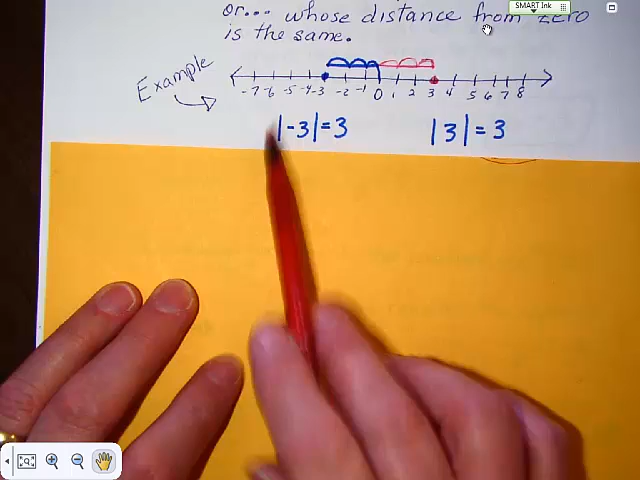 SMART Ink
or... whose distance from zero
is the same.
Example
-7 -6 -5 -4 -3 -2 -1 0 1 2 3 4 5 6 7 8
|-3| = 3 |3| = 3